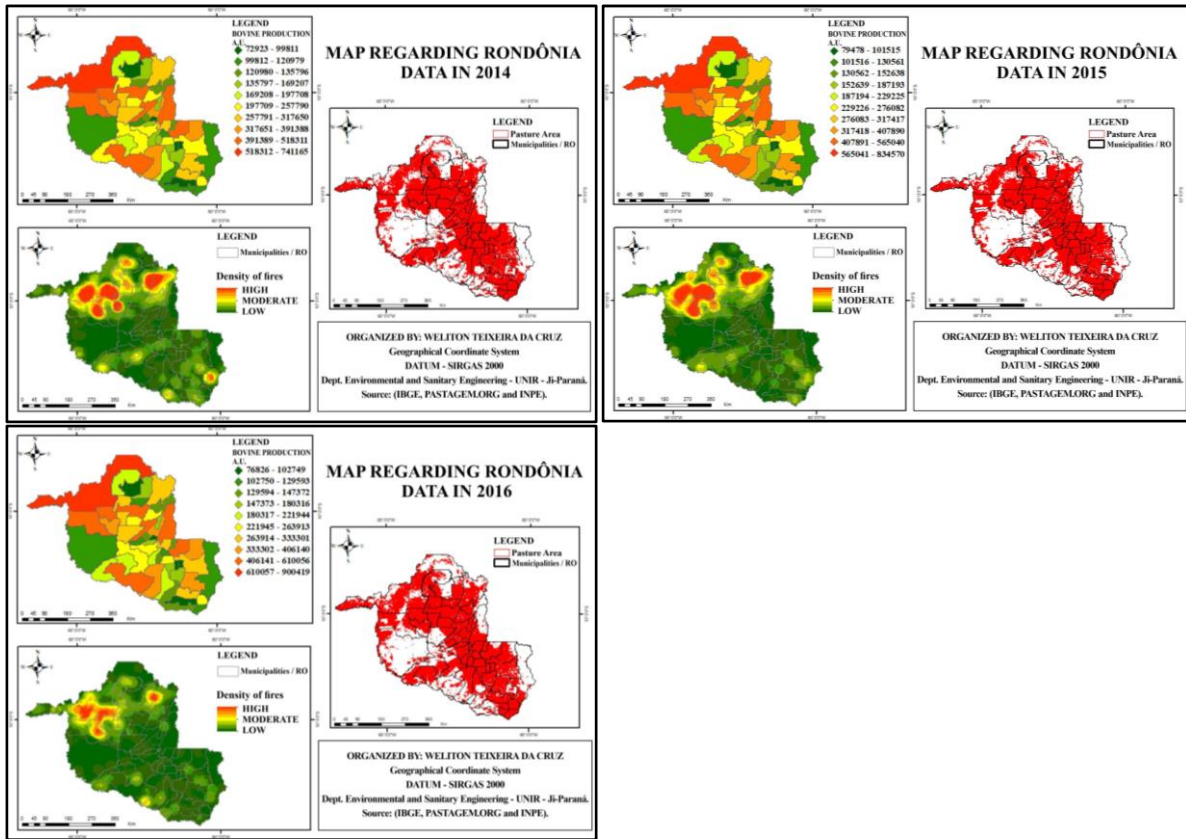 LEGEND
BOVINE PRODUCTION
A.U.
72923 - 99811
99812 - 120979
120980 - 135796
135797 - 169207
169208 - 197708
197709 - 257790
257791 - 317650
317651 - 391388
391389 - 518311
518312 - 741165
MAP REGARDING RONDÔNIA
DATA IN 2014
LEGEND
Pasture Area
Municipalities / RO
LEGEND
Municipalities / RO
Density of fires
HIGH
MODERATE
LOW
ORGANIZED BY: WELITON TEIXEIRA DA CRUZ
Geographical Coordinate System
DATUM - SIRGAS 2000
Dept. Environmental and Sanitary Engineering - UNIR - Ji-Paraná.
Source: (IBGE, PASTAGEM.ORG and INPE).
LEGEND
BOVINE PRODUCTION
A.U.
79478 - 101515
101516 - 130561
130562 - 152638
152639 - 187193
187194 - 229225
229226 - 276082
276083 - 317417
317418 - 407890
407891 - 565040
565041 - 834570
MAP REGARDING RONDÔNIA
DATA IN 2015
LEGEND
Pasture Area
Municipalities / RO
LEGEND
Municipalities / RO
Density of fires
HIGH
MODERATE
LOW
ORGANIZED BY: WELITON TEIXEIRA DA CRUZ
Geographical Coordinate System
DATUM - SIRGAS 2000
Dept. Environmental and Sanitary Engineering - UNIR - Ji-Paraná.
Source: (IBGE, PASTAGEM.ORG and INPE).
LEGEND
BOVINE PRODUCTION
A.U.
76826 - 102749
102750 - 129593
129594 - 147372
147373 - 180316
180317 - 221944
221945 - 263913
263914 - 333301
333302 - 406140
406141 - 610056
610057 - 900419
MAP REGARDING RONDÔNIA
DATA IN 2016
LEGEND
Pasture Area
Municipalities / RO
LEGEND
Municipalities / RO
Density of fires
HIGH
MODERATE
LOW
ORGANIZED BY: WELITON TEIXEIRA DA CRUZ
Geographical Coordinate System
DATUM - SIRGAS 2000
Dept. Environmental and Sanitary Engineering - UNIR - Ji-Paraná.
Source: (IBGE, PASTAGEM.ORG and INPE).